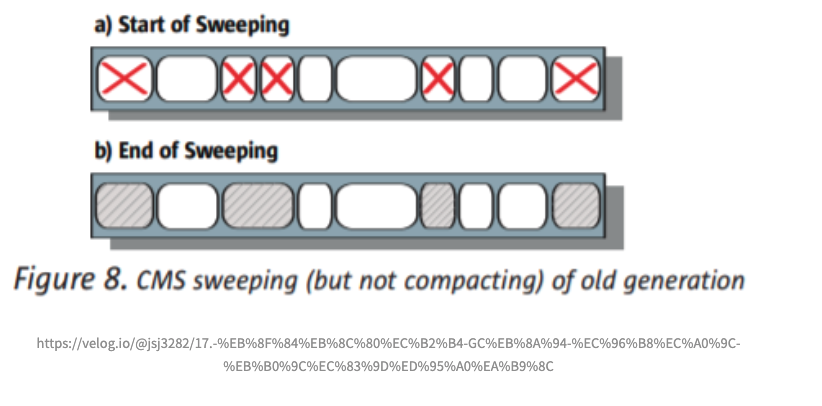 a) Start of Sweeping
b) End of Sweeping
Figure 8. CMS sweeping (but not compacting) of old generation
https://velog.io/@jsj3282/17.-%EB%8F%84%EB%8C%80%EC%B2%B4-GC%EB%8A%94-%EC%96%B8%EC%A0%9C-
%EB%B0%9C%EC%83%9D%ED%95%A0%EA%B9%8C